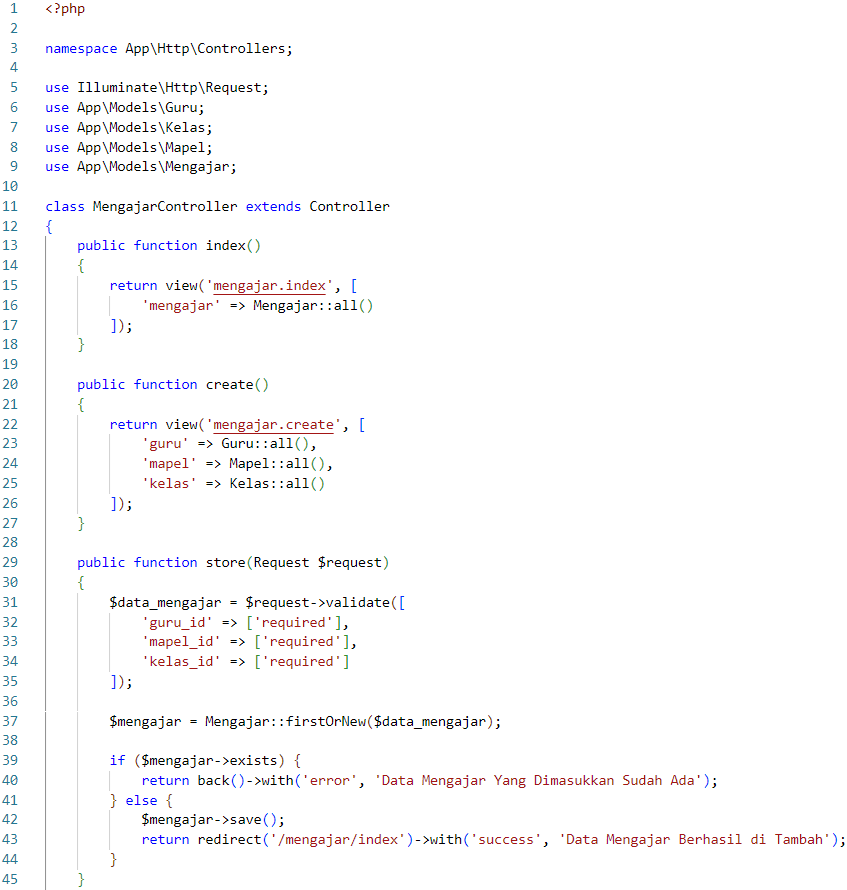 1 <?php
2
3 namespace App\Http\Controllers;
4
5 use Illuminate\Http\Request;
6 use App\Models\Guru;
7 use App\Models\Kelas;
8 use App\Models\Mapel;
9 use App\Models\Mengajar;
10
11 class MengajarController extends Controller
12 {
13     public function index()
14     {
15         return view('mengajar.index', [
16             'mengajar' => Mengajar::all()
17         ]);
18     }
19
20     public function create()
21     {
22         return view('mengajar.create', [
23             'guru' => Guru::all(),
24             'mapel' => Mapel::all(),
25             'kelas' => Kelas::all()
26         ]);
27     }
28
29     public function store(Request $request)
30     {
31         $data_mengajar = $request->validate([
32             'guru_id' => ['required'],
33             'mapel_id' => ['required'],
34             'kelas_id' => ['required']
35         ]);
36
37         $mengajar = Mengajar::firstOrNew($data_mengajar);
38
39         if ($mengajar->exists) {
40             return back()->with('error', 'Data Mengajar Yang Dimasukkan Sudah Ada');
41         } else {
42             $mengajar->save();
43             return redirect('/mengajar/index')->with('success', 'Data Mengajar Berhasil di Tambah');
44         }
45     }